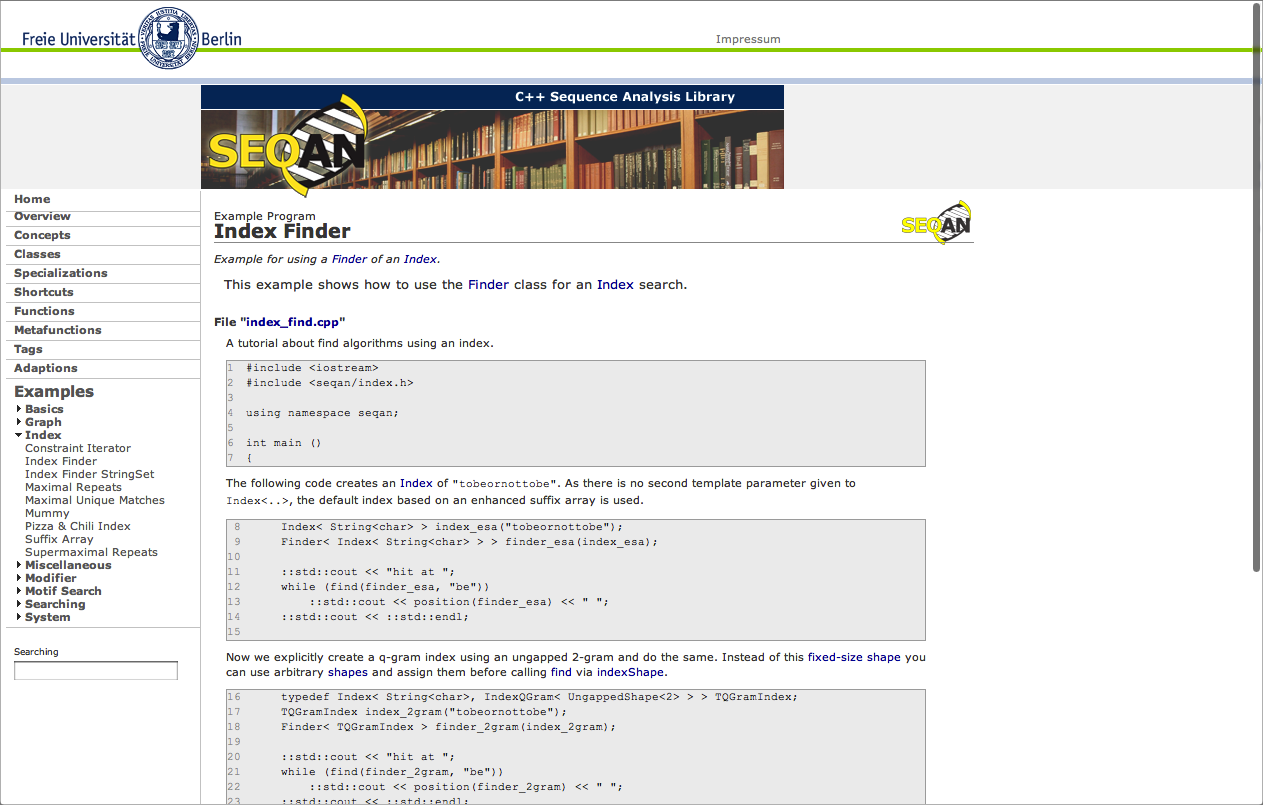 Freie Universität Berlin
Impressum
C++ Sequence Analysis Library
SEQAN
Home
Overview
Concepts
Classes
Specializations
Shortcuts
Functions
Metafunctions
Tags
Adaptions
Examples
Basics
Graph
Index
Constraint Iterator
Index Finder
Index Finder StringSet
Maximal Repeats
Maximal Unique Matches
Mummy
Pizza & Chili Index
Suffix Array
Supermaximal Repeats
Miscellaneous
Modifier
Motif Search
Searching
System
Searching
Example Program
Index Finder
SEQAN
Example for using a Finder of an Index.
This example shows how to use the Finder class for an Index search.
File "index_find.cpp"
A tutorial about find algorithms using an index.
1 #include <iostream>
2 #include <seqan/index.h>
3
4 using namespace seqan;
5
6 int main ()
7 {
The following code creates an Index of "tobeornottobe". As there is no second template parameter given to
Index<..>, the default index based on an enhanced suffix array is used.
8 Index< String<char> > index_esa("tobeornottobe");
9 Finder< Index< String<char> > > finder_esa(index_esa);
10
11 ::std::cout << "hit at ";
12 while (find(finder_esa, "be"))
13 ::std::cout << position(finder_esa) << " ";
14 ::std::cout << ::std::endl;
15
Now we explicitly create a q-gram index using an ungapped 2-gram and do the same. Instead of this fixed-size shape you
can use arbitrary shapes and assign them before calling find via indexShape.
16 typedef Index< String<char>, IndexQGram< UngappedShape<2> > > TQGramIndex;
17 TQGramIndex index_2gram("tobeornottobe");
18 Finder< TQGramIndex > finder_2gram(index_2gram);
19
20 ::std::cout << "hit at ";
21 while (find(finder_2gram, "be"))
22 ::std::cout << position(finder_2gram) << " ";
23 ::std::cout << ::std::endl;